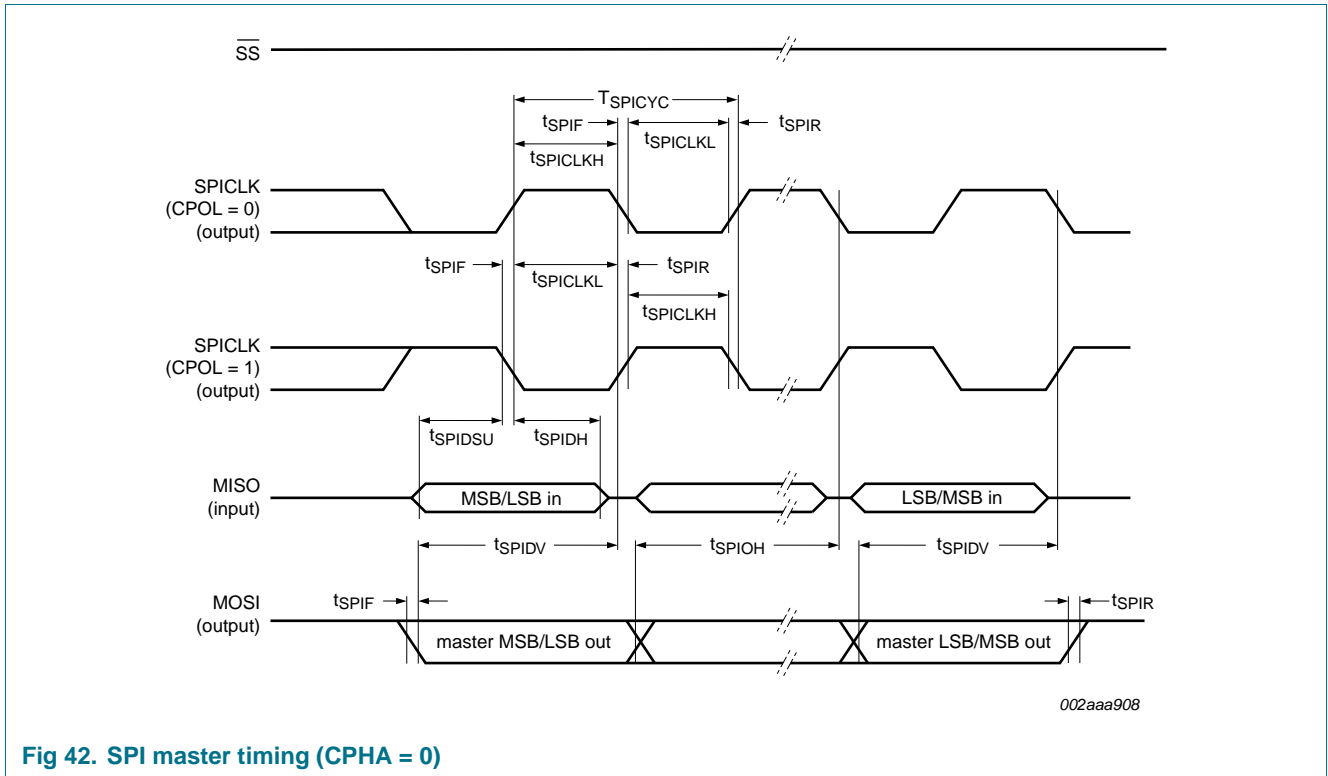 SS
TSPICYC
tSPIF
tSPICLKL
tSPIR
tSPICLKH
SPICLK
(CPOL = 0)
(output)
tSPIF
tSPICLKL
tSPIR
tSPICLKH
SPICLK
(CPOL = 1)
(output)
tSPIDSU
tSPIDH
MISO
(input)
MSB/LSB in
LSB/MSB in
tSPIDV
tSPIOH
tSPIDV
MOSI
(output)
tSPIF
tSPIR
master MSB/LSB out
master LSB/MSB out
002aaa908
Fig 42. SPI master timing (CPHA = 0)